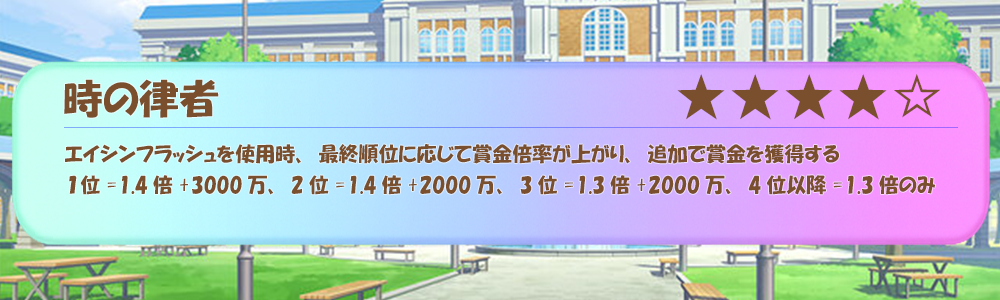 時の律者 ★★★★☆
エイシンフラッシュを使用時、最終順位に応じて賞金倍率が上がり、追加で賞金を獲得する
1位=1.4倍+3000万、2位=1.4倍+2000万、3位=1.3倍+2000万、4位以降=1.3倍のみ